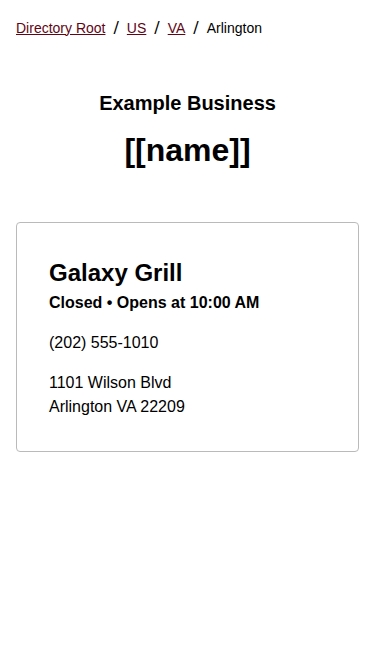 Directory Root / US / VA / Arlington
Example Business
[[name]]
Galaxy Grill
Closed • Opens at 10:00 AM
(202) 555-1010
1101 Wilson Blvd
Arlington VA 22209